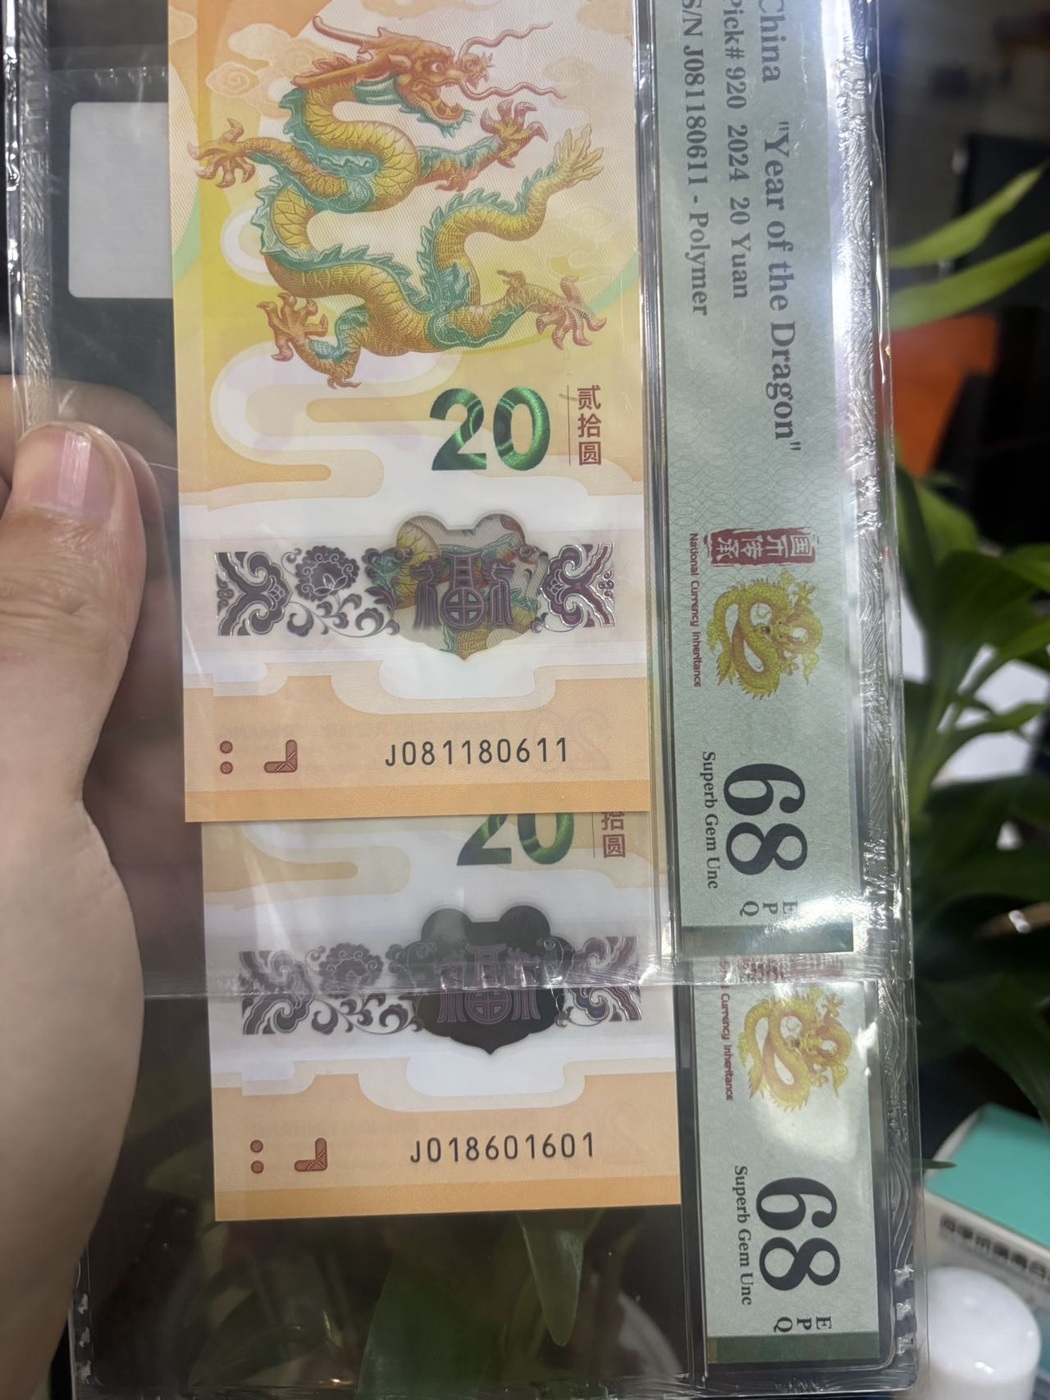 China "Year of the Dragon"
Pick# 920 2024 20 Yuan
S/N J081180611 - Polymer
国币传承
National Currency Inheritance
68
EPQ
Superb Gem Unc
20
贰拾圆
福
J081180611
20
拾圆
福
J018601601
Currency Inheritance
68
EPQ
Superb Gem Unc